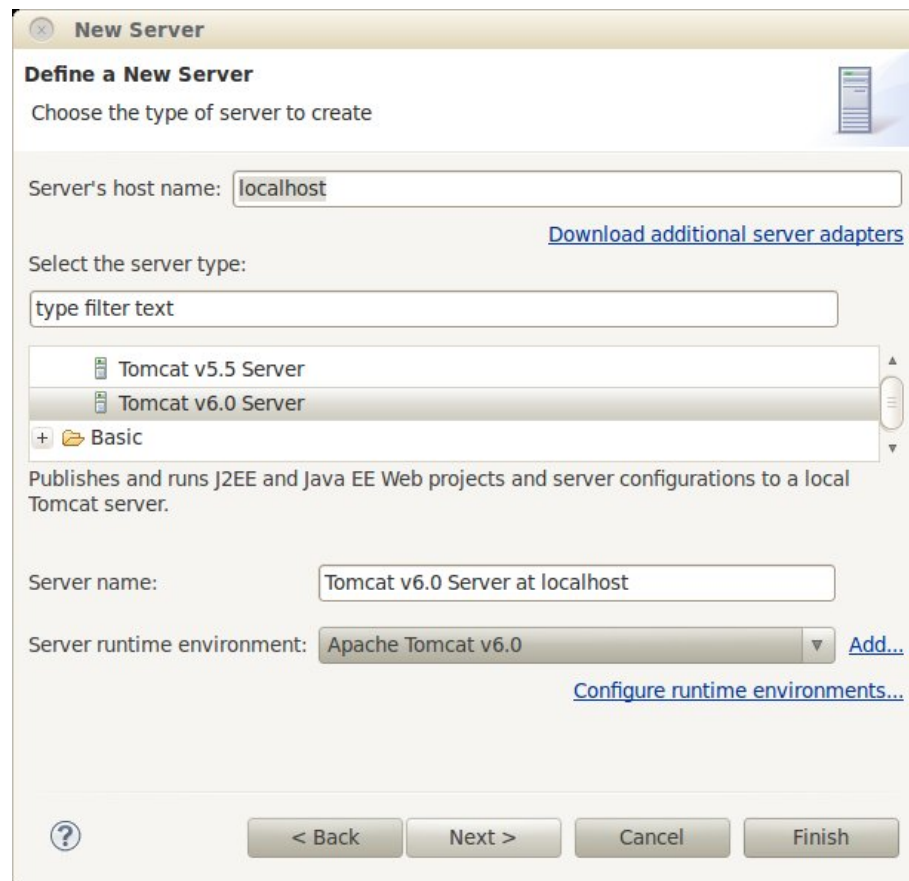 New Server
Define a New Server
Choose the type of server to create
Server's host name: localhost
Download additional server adapters
Select the server type:
type filter text
Tomcat v5.5 Server
Tomcat v6.0 Server
Basic
Publishes and runs J2EE and Java EE Web projects and server configurations to a local
Tomcat server.
Server name: Tomcat v6.0 Server at localhost
Server runtime environment: Apache Tomcat v6.0 Add...
Configure runtime environments...
? < Back Next > Cancel Finish